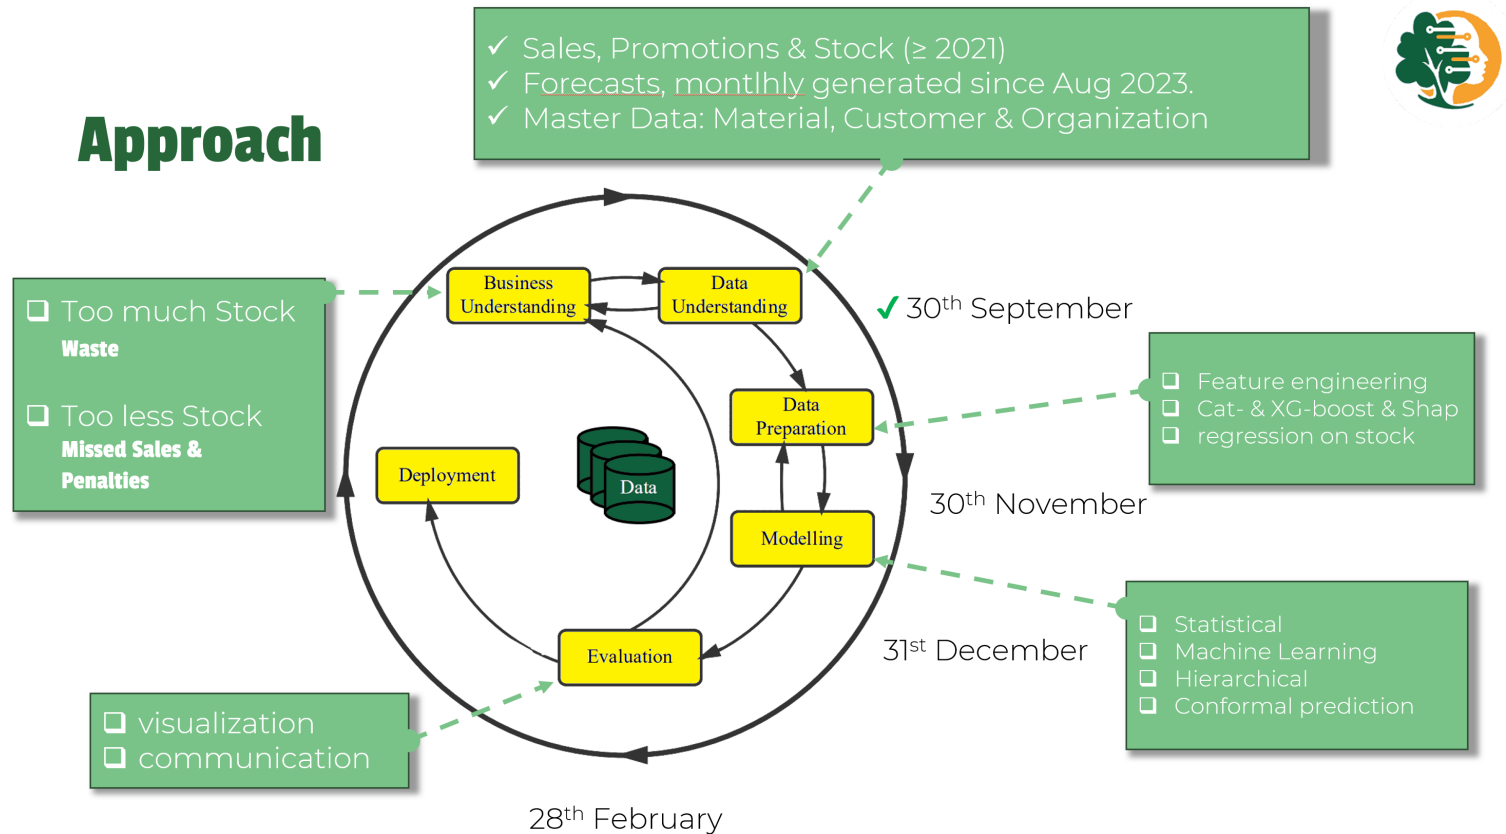 Approach
✓ Sales, Promotions & Stock (≥ 2021)
✓ Forecasts, montlhly generated since Aug 2023.
✓ Master Data: Material, Customer & Organization
❑ Too much Stock
Waste
❑ Too less Stock
Missed Sales &
Penalties
Business
Understanding
Data
Understanding
✓ 30th September
Data
Preparation
❑ Feature engineering
❑ Cat- & XG-boost & Shap
❑ regression on stock
Deployment
Data
30th November
Modelling
❑ Statistical
❑ Machine Learning
❑ Hierarchical
❑ Conformal prediction
31st December
Evaluation
❑ visualization
❑ communication
28th February